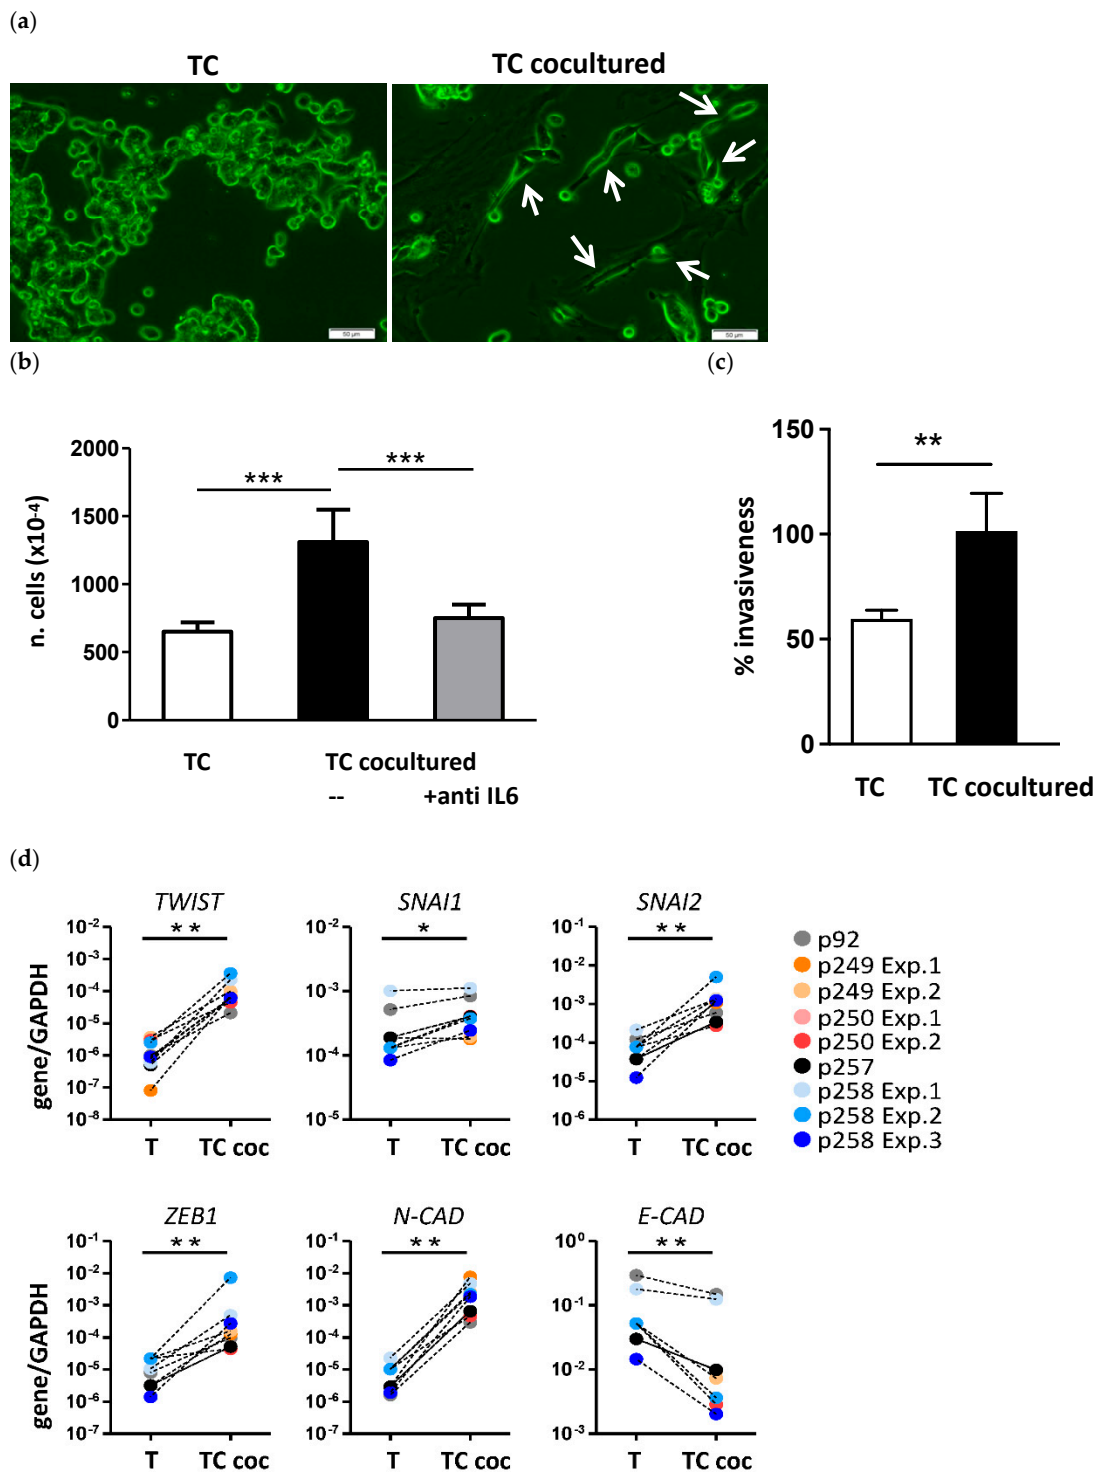 (a)
TC
TC cocultured
50 µm
50 µm
(b)
(c)
2000
1500
1000
500
0
n. cells (x10-4)
***
***
TC
TC cocultured
--
+anti IL6
150
100
50
0
% invasiveness
**
TC
TC cocultured
(d)
TWIST
SNAI1
SNAI2
gene/GAPDH
10-2
10-3
10-4
10-5
10-6
10-7
10-8
**
T
TC coc
10-2
10-3
10-4
10-5
*
T
TC coc
10-1
10-2
10-3
10-4
10-5
10-6
**
T
TC coc
p92
p249 Exp.1
p249 Exp.2
p250 Exp.1
p250 Exp.2
p257
p258 Exp.1
p258 Exp.2
p258 Exp.3
ZEB1
N-CAD
E-CAD
gene/GAPDH
10-1
10-2
10-3
10-4
10-5
10-6
10-7
**
T
TC coc
10-1
10-2
10-3
10-4
10-5
10-6
10-7
**
T
TC coc
100
10-1
10-2
10-3
**
T
TC coc